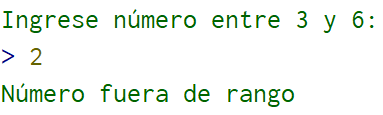 Ingrese número entre 3 y 6:
> 2
Número fuera de rango